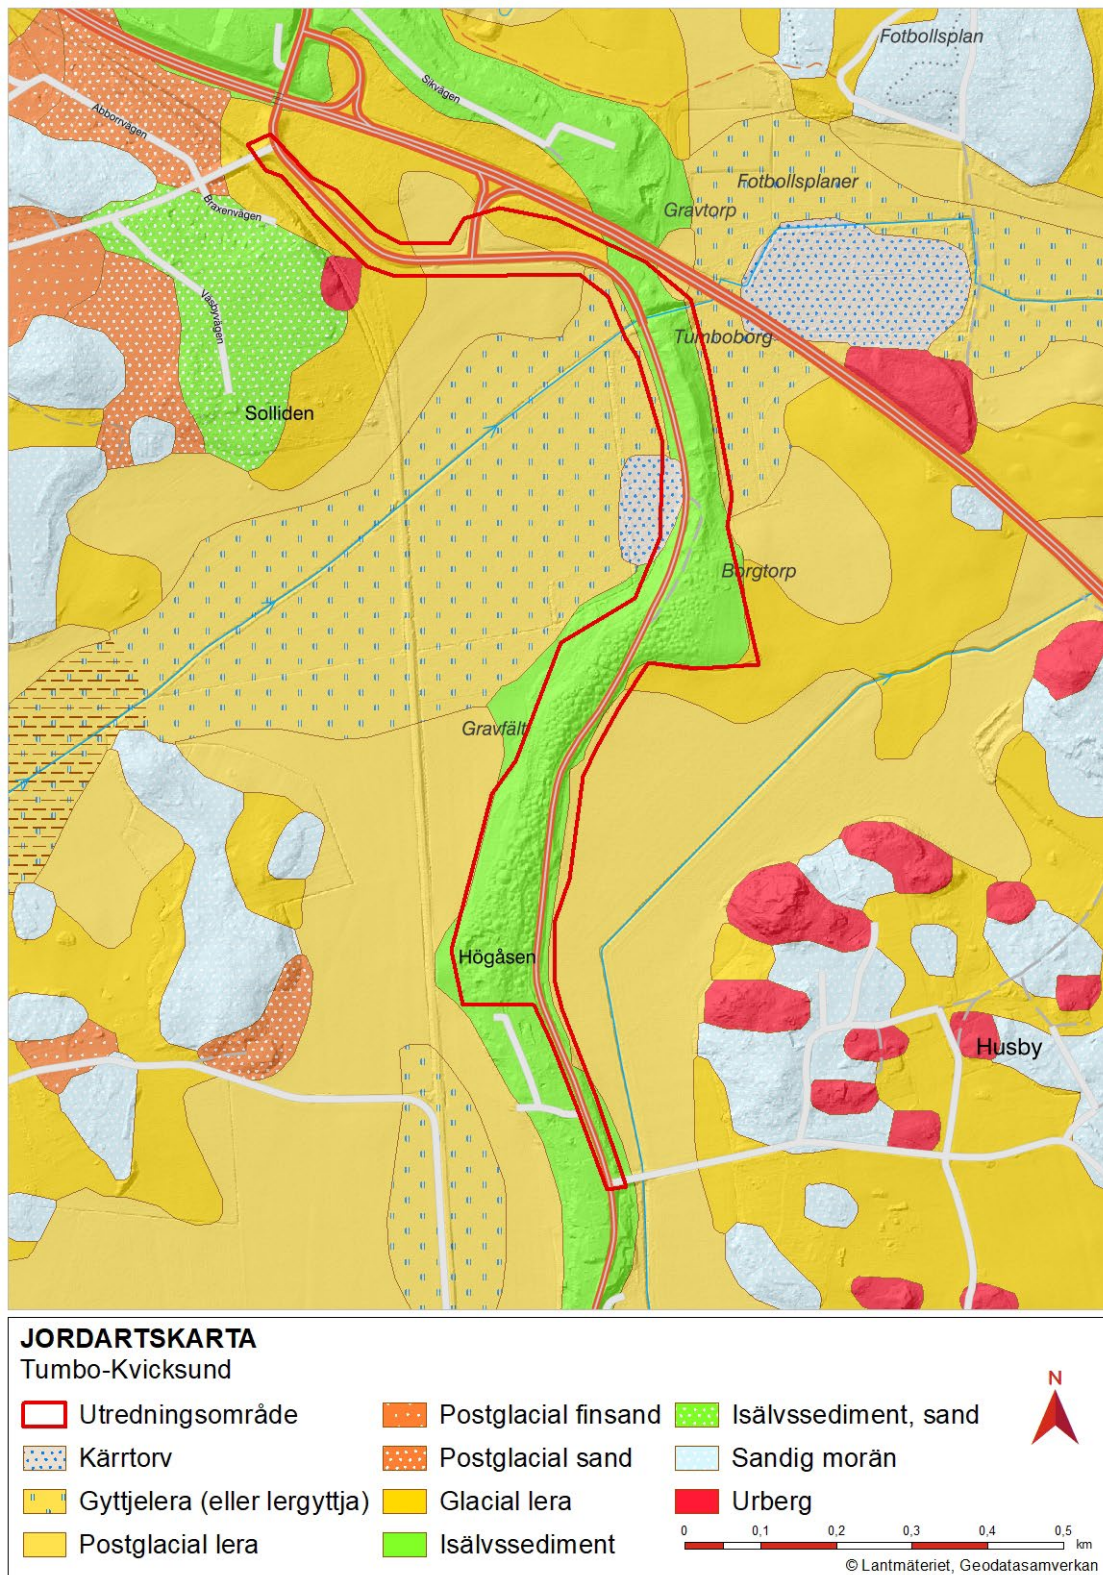 Fotbollsplan
Sikvägen
Abborrvägen
Fotbollsplaner
Braxenvägen
Gravtorp
Väsbyvägen
Tumboborg
Solliden
Borgtorp
Gravfält
Högåsen
Husby
JORDARTSKARTA
Tumbo-Kvicksund
N
Utredningsområde
Kärrtorv
Gyttjelera (eller lergyttja)
Postglacial lera
Postglacial finsand
Postglacial sand
Glacial lera
Isälvssediment
Isälvssediment, sand
Sandig morän
Urberg
0 0,1 0,2 0,3 0,4 0,5
km
© Lantmäteriet, Geodatasamverkan